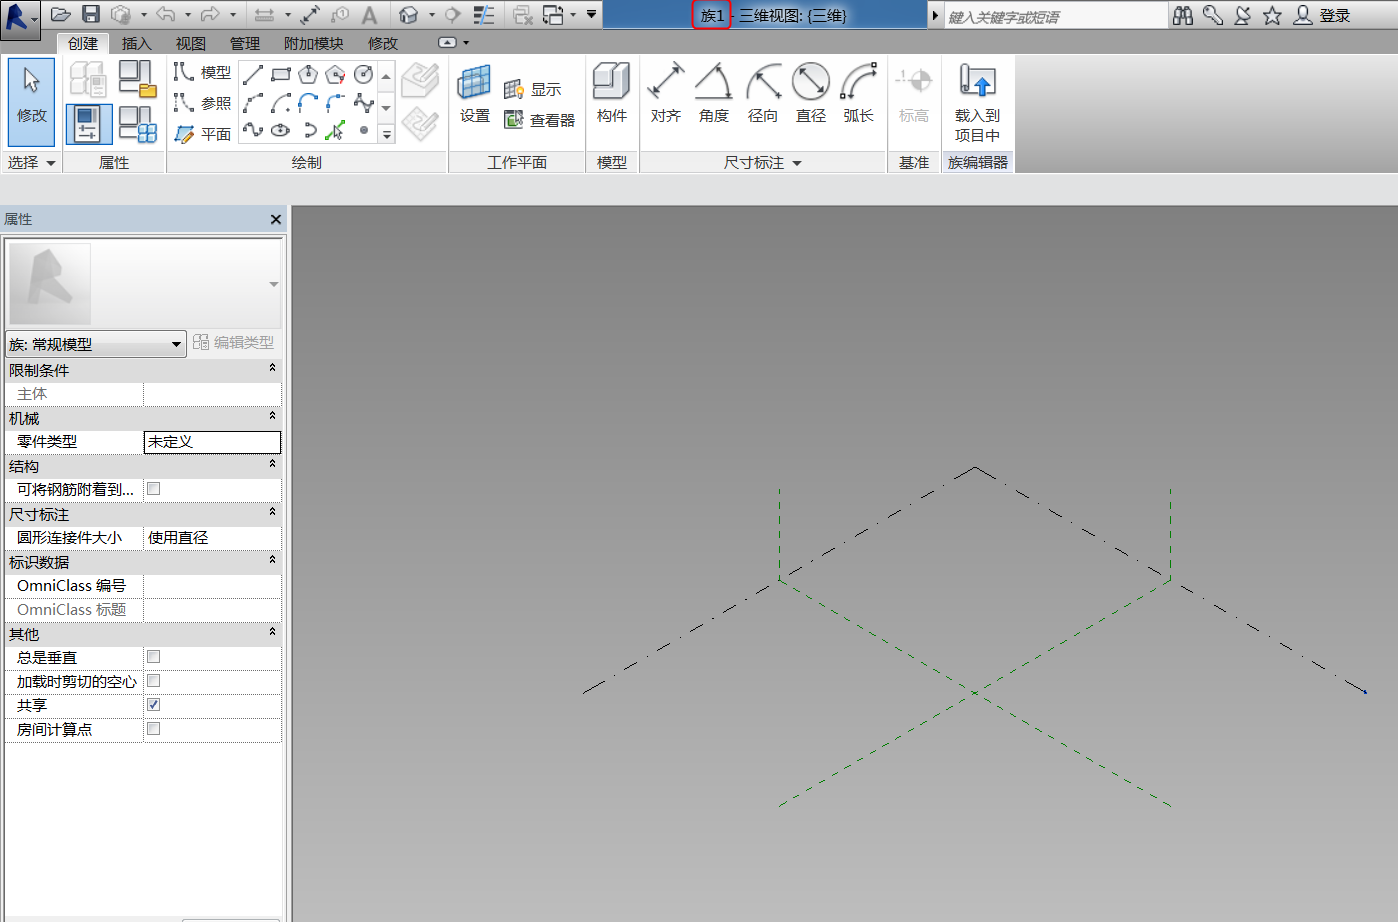 族1 - 三维视图: {三维}
键入关键字或短语
登录
创建 插入 视图 管理 附加模块 修改
修改
模型
参照
平面
设置
显示
查看器
构件
对齐 角度 径向 直径 弧长
标高
载入到
项目中
选择 属性 绘制 工作平面 模型 尺寸标注 基准 族编辑器
属性
族: 常规模型
编辑类型
限制条件
主体
机械
零件类型 未定义
结构
可将钢筋附着到...
尺寸标注
圆形连接件大小 使用直径
标识数据
OmniClass 编号
OmniClass 标题
其他
总是垂直
加载时剪切的空心
共享
房间计算点